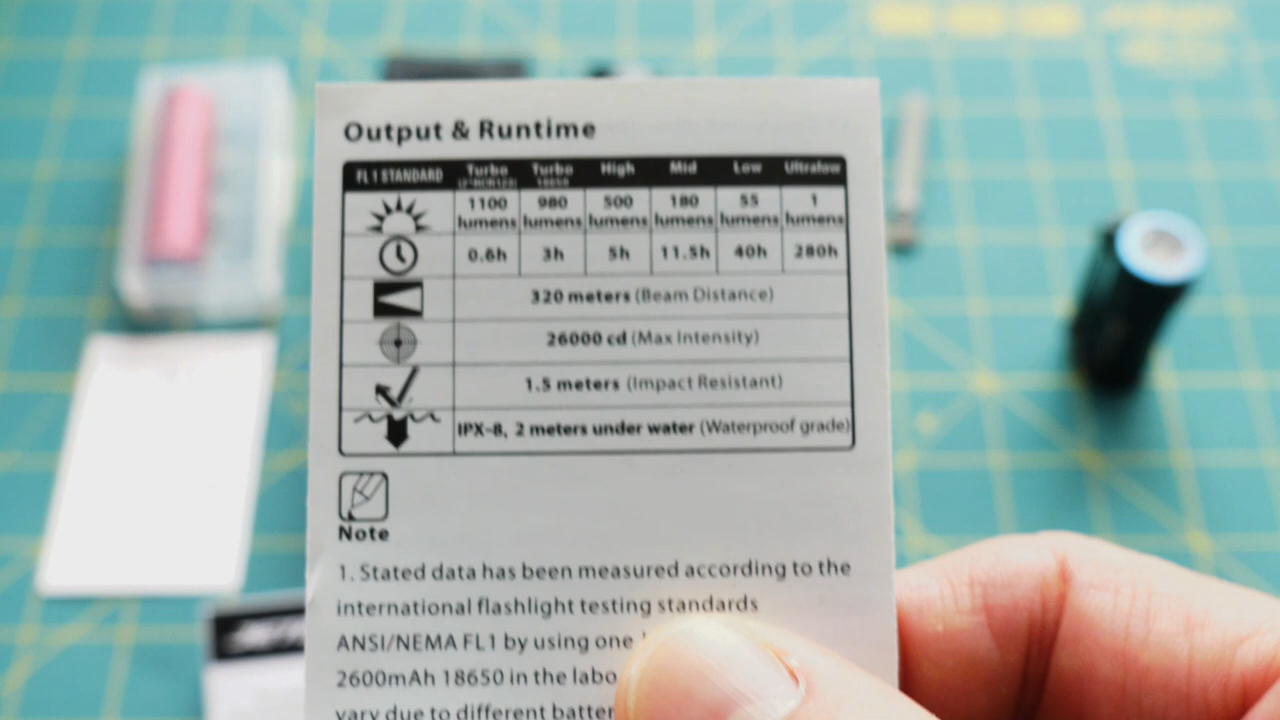 Output & Runtime
FL 1 STANDARD Turbo Turbo High Mid Low Ultralow
18650
1100 980 500 180 55 1
lumens lumens lumens lumens lumens lumens
0.6h 3h 5h 11.5h 40h 280h
320 meters (Beam Distance)
26000 cd (Max Intensity)
1.5 meters (Impact Resistant)
IPX-8, 2 meters under water (Waterproof grade)
Note
1. Stated data has been measured according to the
international flashlight testing standards
ANSI/NEMA FL1 by using one
2600mAh 18650 in the labo
vary due to different batter